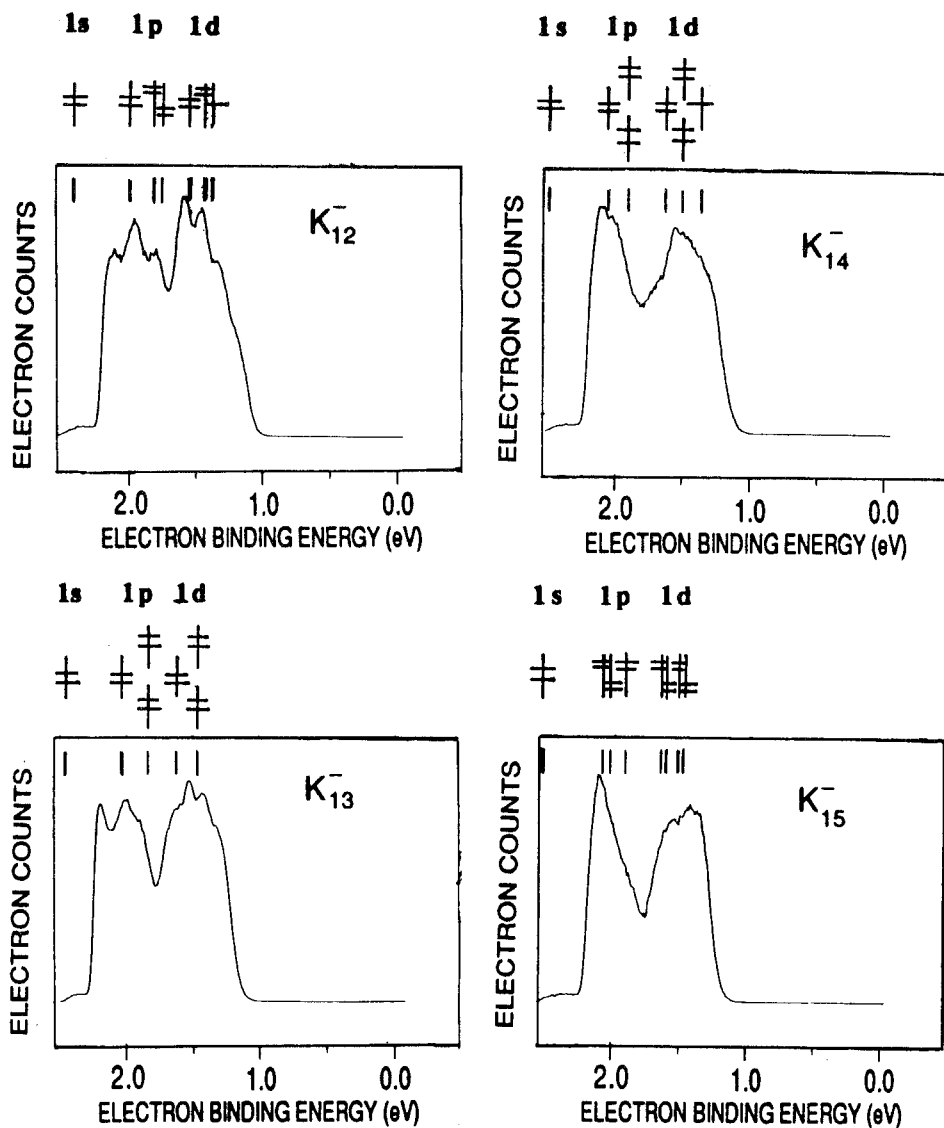 1s 1p 1d
ELECTRON COUNTS
K₁₂⁻
2.0 1.0 0.0
ELECTRON BINDING ENERGY (eV)
1s 1p 1d
ELECTRON COUNTS
K₁₄⁻
2.0 1.0 0.0
ELECTRON BINDING ENERGY (eV)
1s 1p 1d
ELECTRON COUNTS
K₁₃⁻
2.0 1.0 0.0
ELECTRON BINDING ENERGY (eV)
1s 1p 1d
ELECTRON COUNTS
K₁₅⁻
2.0 1.0 0.0
ELECTRON BINDING ENERGY (eV)